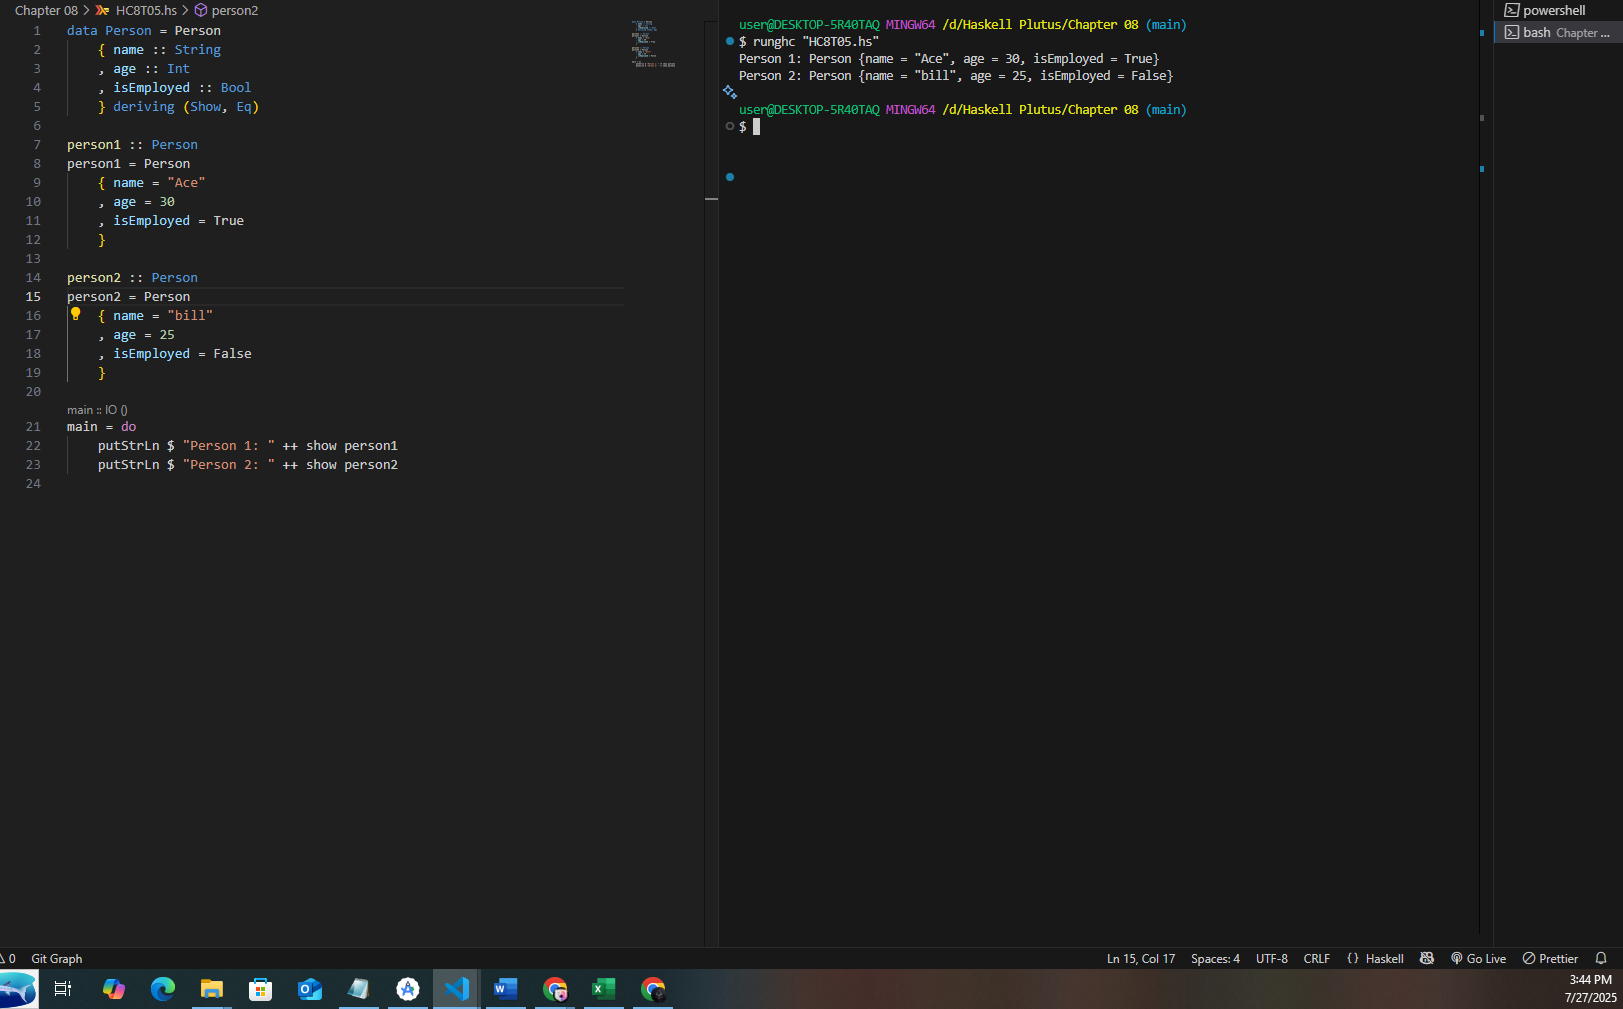 Chapter 08 > HC8T05.hs > person2
1 data Person = Person
2 { name :: String
3 , age :: Int
4 , isEmployed :: Bool
5 } deriving (Show, Eq)
6
7 person1 :: Person
8 person1 = Person
9 { name = "Ace"
10 , age = 30
11 , isEmployed = True
12 }
13
14 person2 :: Person
15 person2 = Person
16 { name = "bill"
17 , age = 25
18 , isEmployed = False
19 }
20
main :: IO ()
21 main = do
22 putStrLn $ "Person 1: " ++ show person1
23 putStrLn $ "Person 2: " ++ show person2
24
user@DESKTOP-5R40TAQ MINGW64 /d/Haskell Plutus/Chapter 08 (main)
$ runghc "HC8T05.hs"
Person 1: Person {name = "Ace", age = 30, isEmployed = True}
Person 2: Person {name = "bill", age = 25, isEmployed = False}
user@DESKTOP-5R40TAQ MINGW64 /d/Haskell Plutus/Chapter 08 (main)
$
powershell
bash Chapter ...
0 Git Graph
Ln 15, Col 17 Spaces: 4 UTF-8 CRLF {} Haskell Go Live Prettier
3:44 PM
7/27/2025